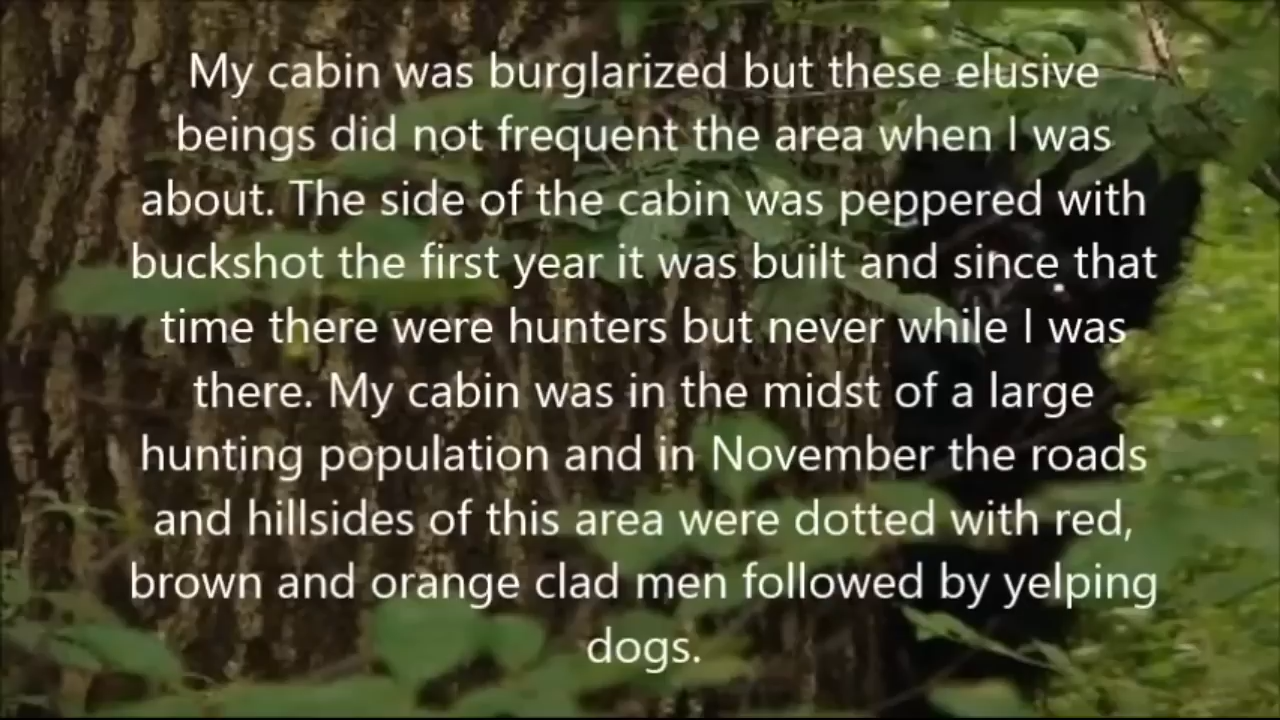 My cabin was burglarized but these elusive
beings did not frequent the area when I was
about. The side of the cabin was peppered with
buckshot the first year it was built and since that
time there were hunters but never while I was
there. My cabin was in the midst of a large
hunting population and in November the roads
and hillsides of this area were dotted with red,
brown and orange clad men followed by yelping
dogs.